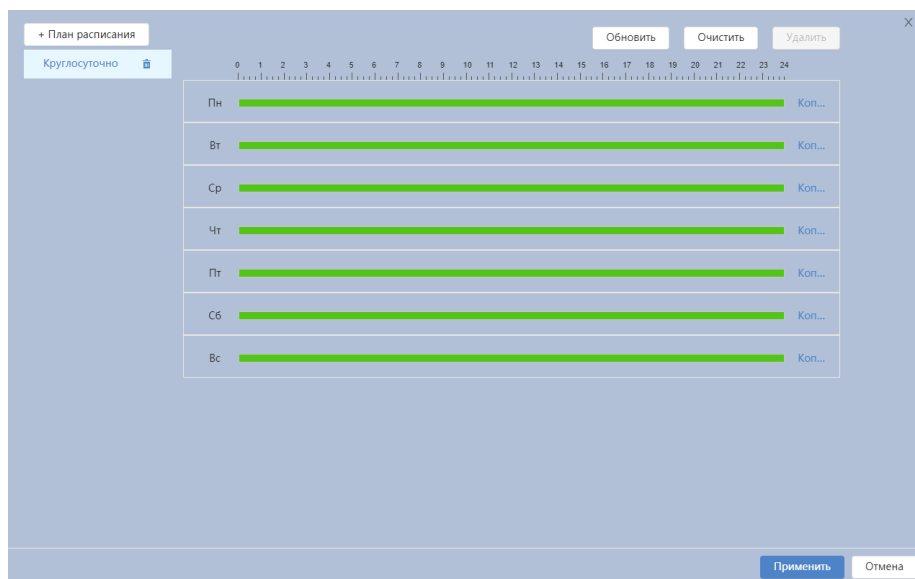 + План расписания
Обновить
Очистить
Удалить
Круглосуточно
0 1 2 3 4 5 6 7 8 9 10 11 12 13 14 15 16 17 18 19 20 21 22 23 24
Пн Коп...
Вт Коп...
Ср Коп...
Чт Коп...
Пт Коп...
Сб Коп...
Вс Коп...
Применить
Отмена